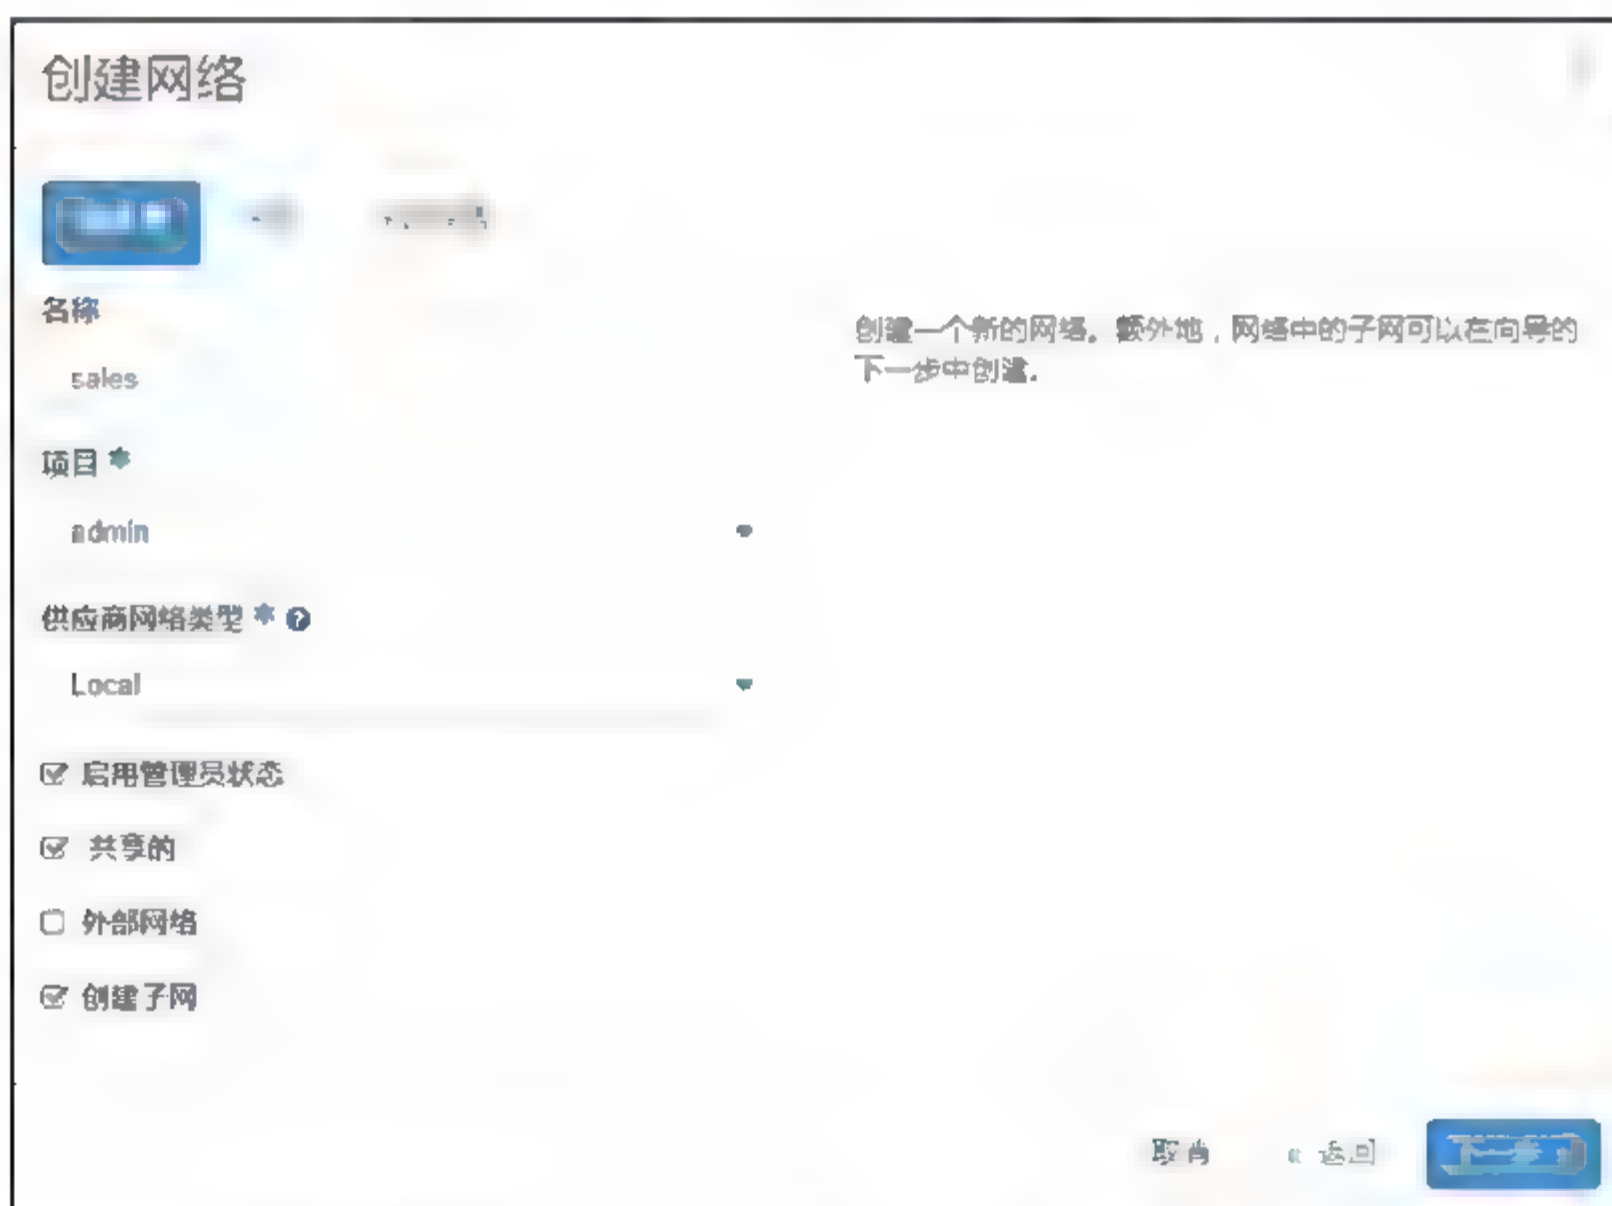 创建网络
名称
sales
创建一个新的网络。额外地，网络中的子网可以在向导的
下一步中创建。
项目 *
admin
供应商网络类型 * ?
Local
启用管理员状态
共享的
外部网络
创建子网
取消
« 返回
下一步